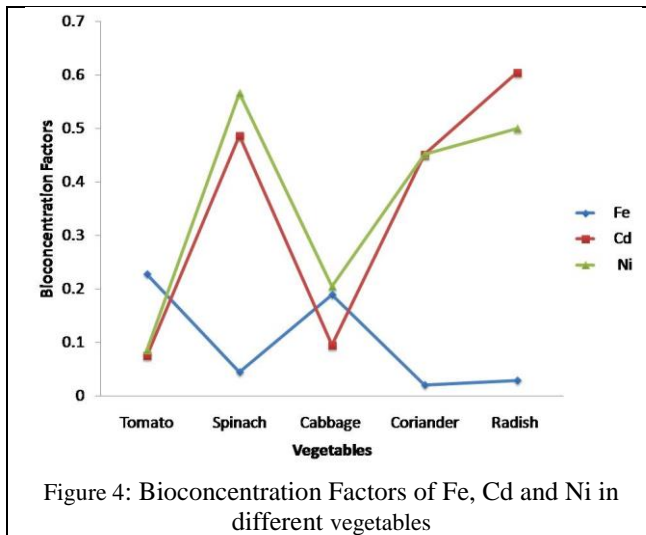 0.7
0.6
0.5
0.4
0.3
0.2
0.1
0
Bioconcentration Factors
Tomato Spinach Cabbage Coriander Radish
Vegetables
Fe
Cd
Ni
Figure 4: Bioconcentration Factors of Fe, Cd and Ni in
different vegetables